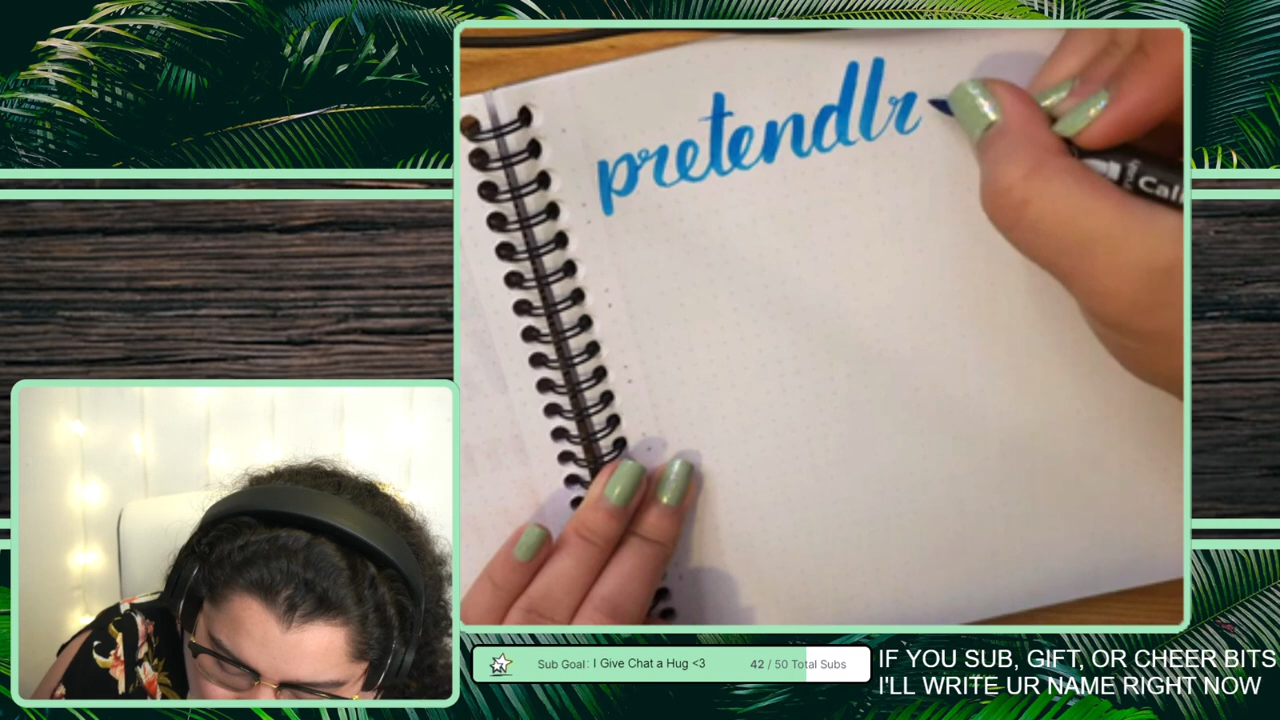 pretendlr
Cali
Sub Goal: I Give Chat a Hug <3 42 / 50 Total Subs
IF YOU SUB, GIFT, OR CHEER BITS
I'LL WRITE UR NAME RIGHT NOW